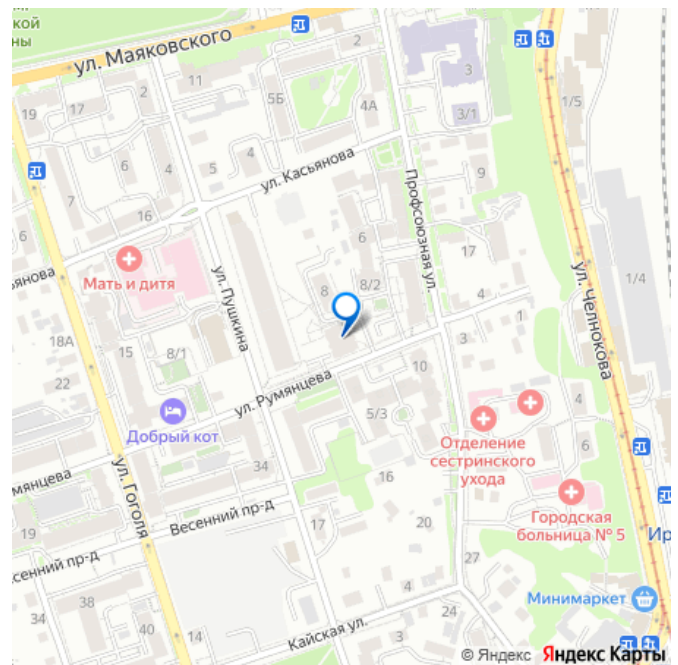 кой
ны
ул. Маяковского
2
11
2
5Б
3
19
17
4А
3/1
1/5
6
4
5
4
ул. Касьянова
9
7
16
Профсоюзная ул.
6
17
Мать и дитя
ул. Пушкина
8
8/2
4
ул. Челнокова
1/4
ьянова
18А
15
8/1
1
3
22
10
ул. Румянцева
4
Добрый кот
5/3
Отделение
сестринского
ухода
6
мянцева
ул. Гоголя
34
16
Городская
больница № 5
Ир
19
Весенний пр-д
17
20
сенний пр-д
27
4
Минимаркет
34
38
40
14
24
Кайская ул.
3
© Яндекс Яндекс Карты